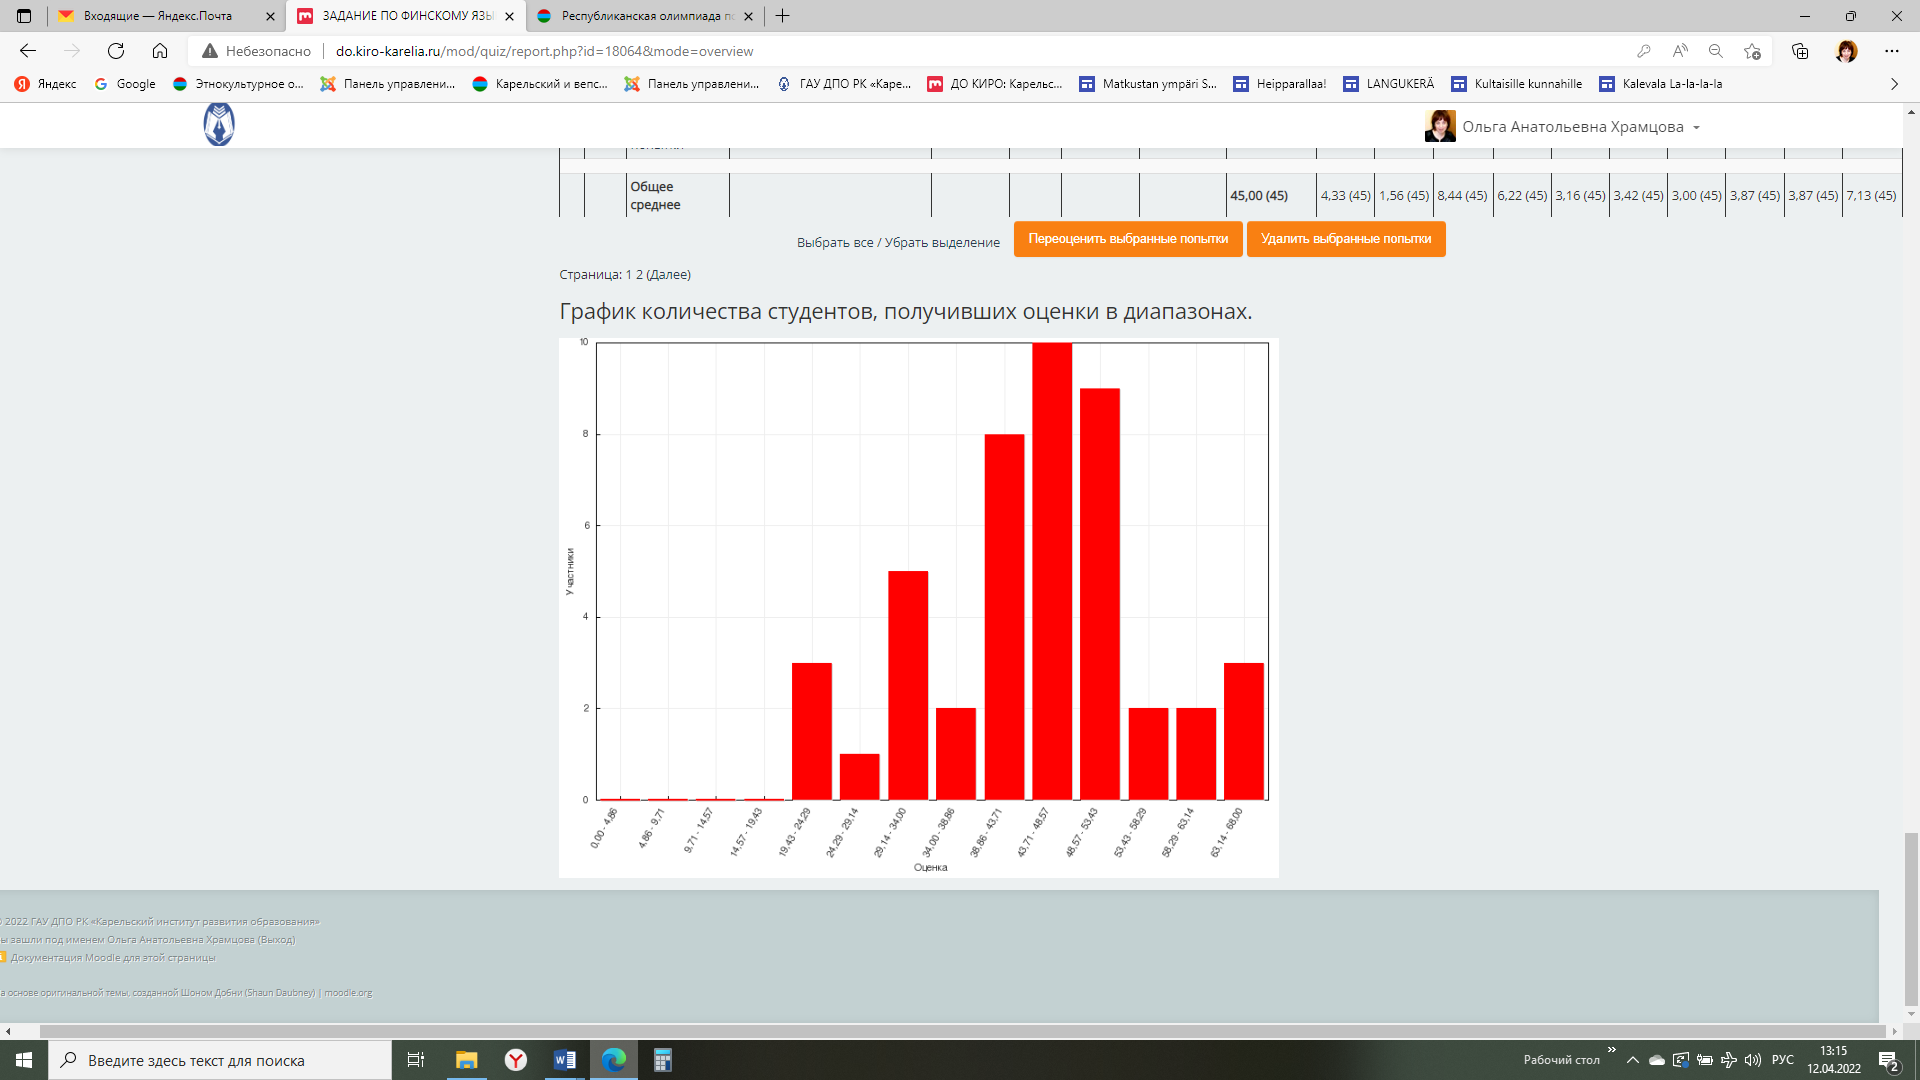 Входящие — Яндекс.Почта
ЗАДАНИЕ ПО ФИНСКОМУ ЯЗЫ
Республиканская олимпиада по
Небезопасно
do.kiro-karelia.ru/mod/quiz/report.php?id=18064&mode=overview
Яндекс
Google
Этнокультурное о...
Панель управлени...
Карельский и вепс...
Панель управлени...
ГАУ ДПО РК «Каре...
ДО КИРО: Карельс...
Matkustan ympäri S...
Heipparallaa!
LANGUKERÄ
Kultaisille kunnahille
Kalevala La-la-la-la
Ольга Анатольевна Храмцова
Общее среднее 45,00 (45) 4,33 (45) 1,56 (45) 8,44 (45) 6,22 (45) 3,16 (45) 3,42 (45) 3,00 (45) 3,87 (45) 3,87 (45) 7,13 (45)
Выбрать все / Убрать выделение
Переоценить выбранные попытки
Удалить выбранные попытки
Страница: 1 2 (Далее)
График количества студентов, получивших оценки в диапазонах.
10
8
6
4
2
0
Участники
0,00 - 4,86
4,86 - 9,71
9,71 - 14,57
14,57 - 19,43
19,43 - 24,29
24,29 - 29,14
29,14 - 34,00
34,00 - 38,86
38,86 - 43,71
43,71 - 48,57
48,57 - 53,43
53,43 - 58,29
58,29 - 63,14
63,14 - 68,00
Оценка
© 2022 ГАУ ДПО РК «Карельский институт развития образования»
ы зашли под именем Ольга Анатольевна Храмцова (Выход)
Документация Moodle для этой страницы
а основе оригинальной темы, созданной Шоном Добни (Shaun Daubney) | moodle.org
Введите здесь текст для поиска
Рабочий стол
РУС
13:15
12.04.2022
2